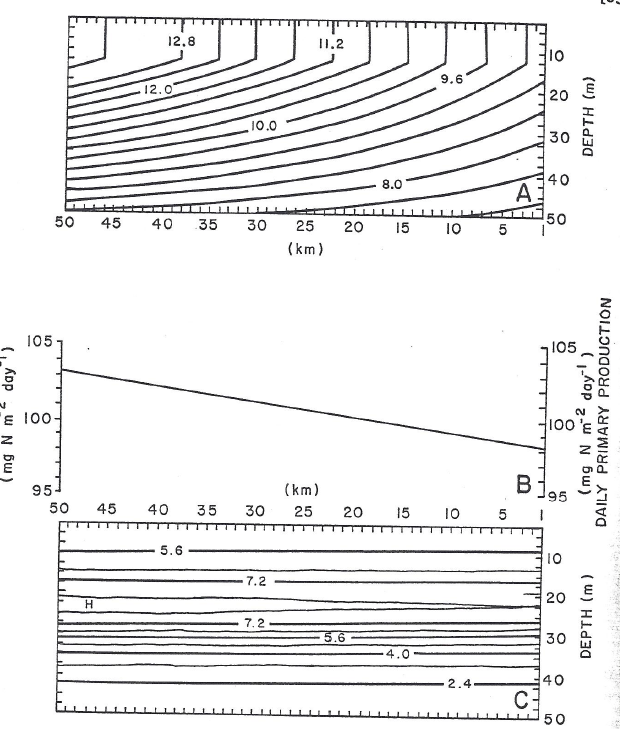 12.8
11.2
10
9.6
12.0
20
10.0
30
DEPTH (m)
8.0
40
A
50
50 45 40 35 30 25 20 15 10 5 1
(km)
105
105
100
100
95
95
(mg N m-2 day-1)
(mg N m-2 day-1)
DAILY PRIMARY PRODUCTION
B
(km)
50 45 40 35 30 25 20 15 10 5 1
5.6
10
7.2
H
20
7.2
5.6
30
DEPTH (m)
4.0
2.4
40
C
50